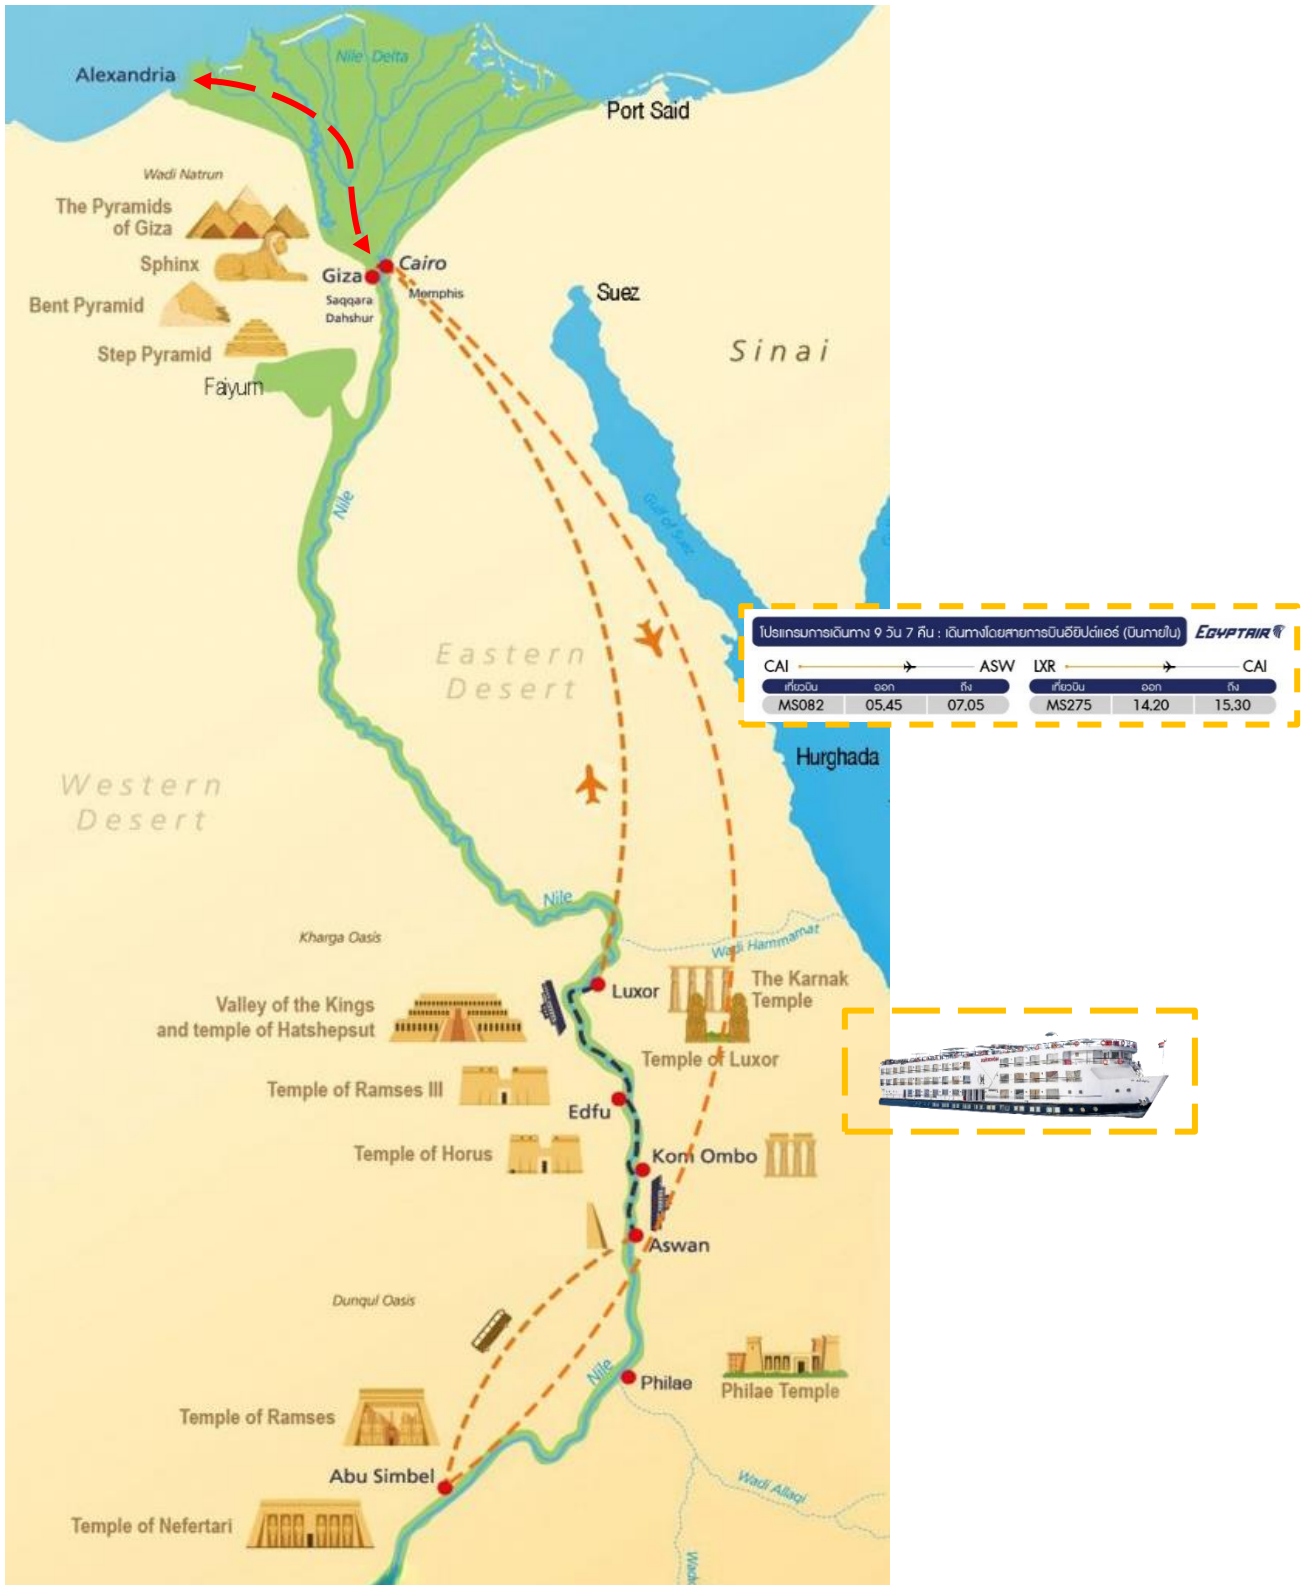 Alexandria
Nile Delta
Port Said
Wadi Natrun
The Pyramids
of Giza
Sphinx
Giza
Cairo
Memphis
Saqqara
Dahshur
Bent Pyramid
Step Pyramid
Faiyum
Suez
Sinai
Nile
Gulf of Suez
Eastern
Desert
โปรแกรมการเดินทาง 9 วัน 7 คืน : เดินทางโดยสายการบินอียิปต์แอร์ (บินภายใน)
EGYPTAIR
CAI ASW LXR CAI
เที่ยวบิน ออก ถึง เที่ยวบิน ออก ถึง
MS082 05.45 07.05 MS275 14.20 15.30
Hurghada
Western
Desert
Nile
Kharga Oasis
Wadi Hammamat
Luxor
The Karnak
Temple
Valley of the Kings
and temple of Hatshepsut
Temple of Luxor
Temple of Ramses III
Edfu
Temple of Horus
Kom Ombo
Aswan
Dunqul Oasis
Nile
Philae
Philae Temple
Temple of Ramses
Abu Simbel
Wadi Allaqi
Temple of Nefertari
Wadi